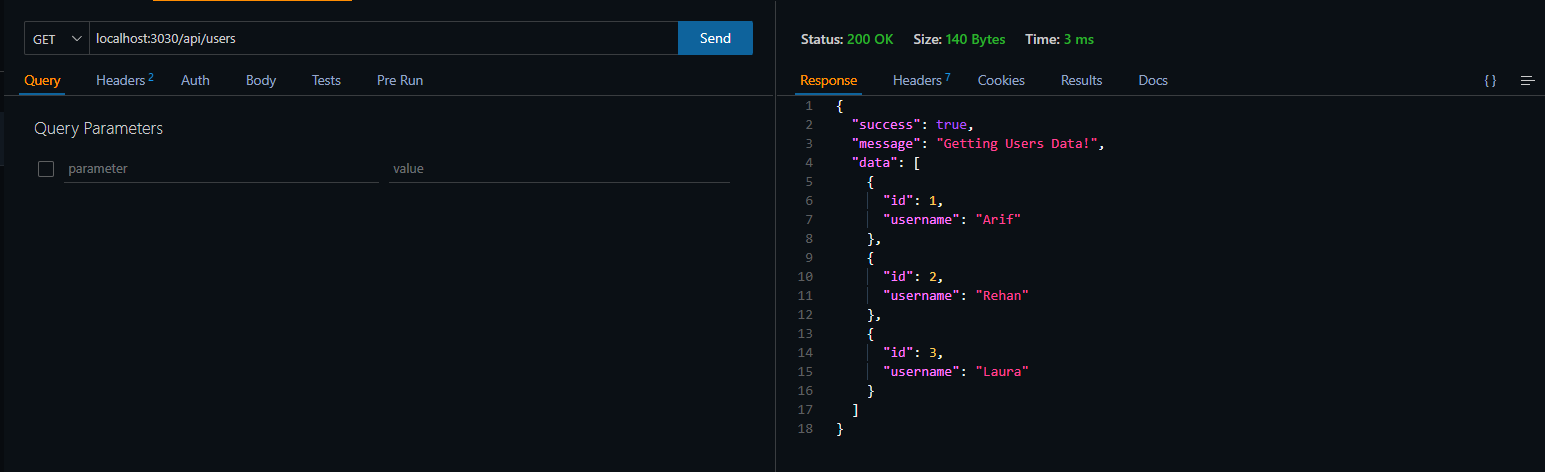 GET localhost:3030/api/users Send
Query Headers 2 Auth Body Tests Pre Run
Query Parameters
parameter value
Status: 200 OK Size: 140 Bytes Time: 3 ms
Response Headers 7 Cookies Results Docs {}
1 {
2 "success": true,
3 "message": "Getting Users Data!",
4 "data": [
5 {
6 "id": 1,
7 "username": "Arif"
8 },
9 {
10 "id": 2,
11 "username": "Rehan"
12 },
13 {
14 "id": 3,
15 "username": "Laura"
16 }
17 ]
18 }